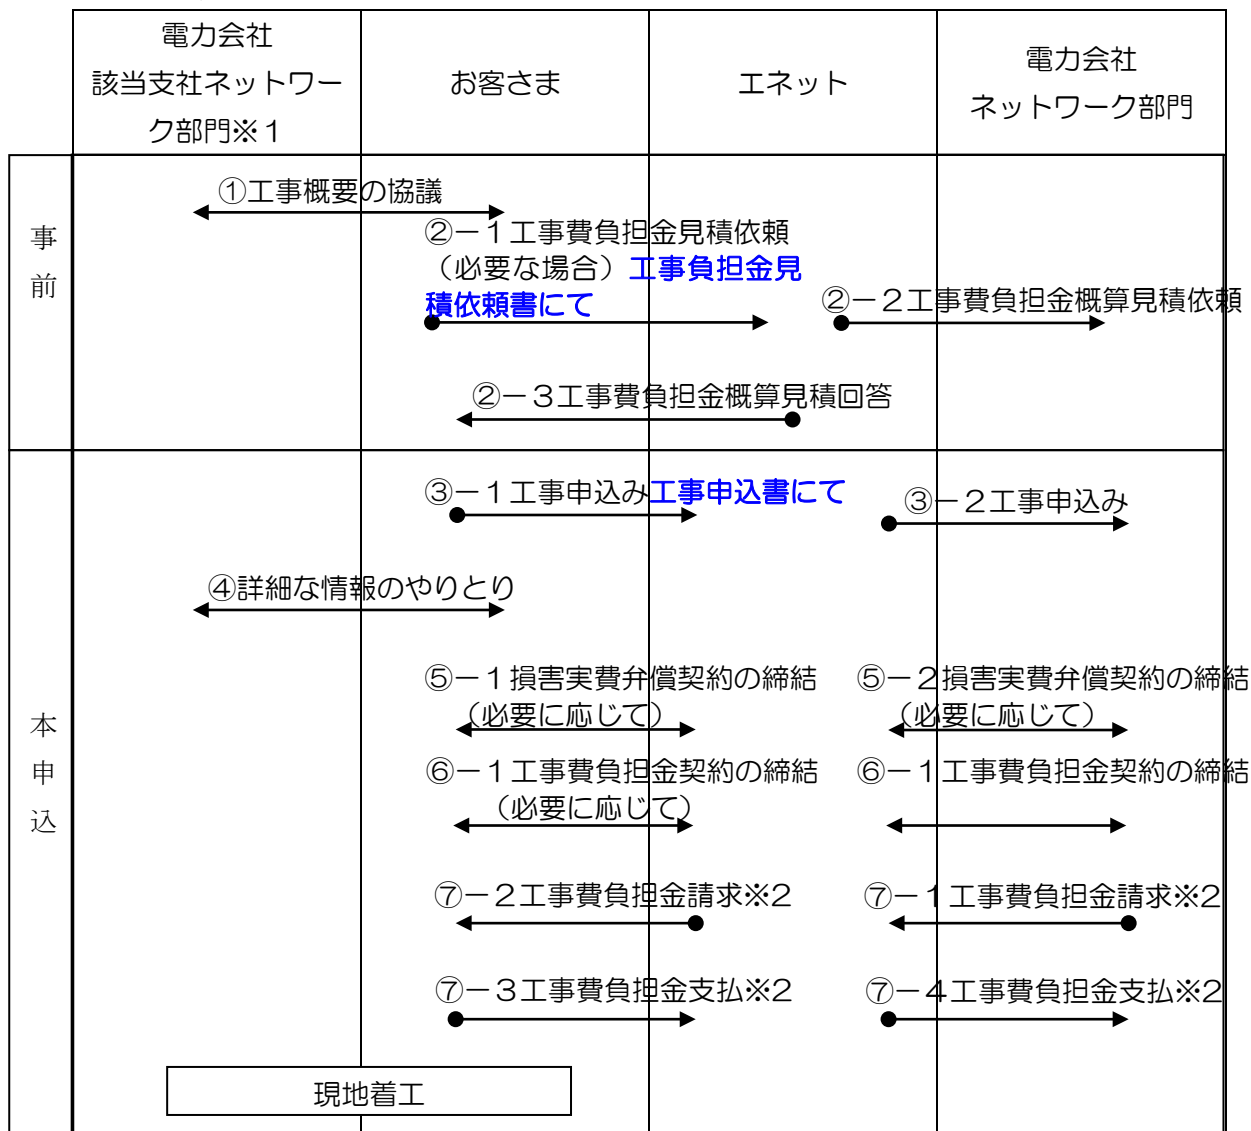 電力会社
該当支社ネットワー
ク部門※１
お客さま
エネット
電力会社
ネットワーク部門
事前
①工事概要の協議
②－１工事費負担金見積依頼
（必要な場合）工事負担金見
積依頼書にて
②－２工事費負担金概算見積依頼
②－３工事費負担金概算見積回答
本申込
③－１工事申込み工事申込書にて
③－２工事申込み
④詳細な情報のやりとり
⑤－１損害実費弁償契約の締結
（必要に応じて）
⑤－２損害実費弁償契約の締結
（必要に応じて）
⑥－１工事費負担金契約の締結
（必要に応じて）
⑥－１工事費負担金契約の締結
⑦－２工事費負担金請求※2
⑦－１工事費負担金請求※2
⑦－３工事費負担金支払※2
⑦－４工事費負担金支払※2
現地着工